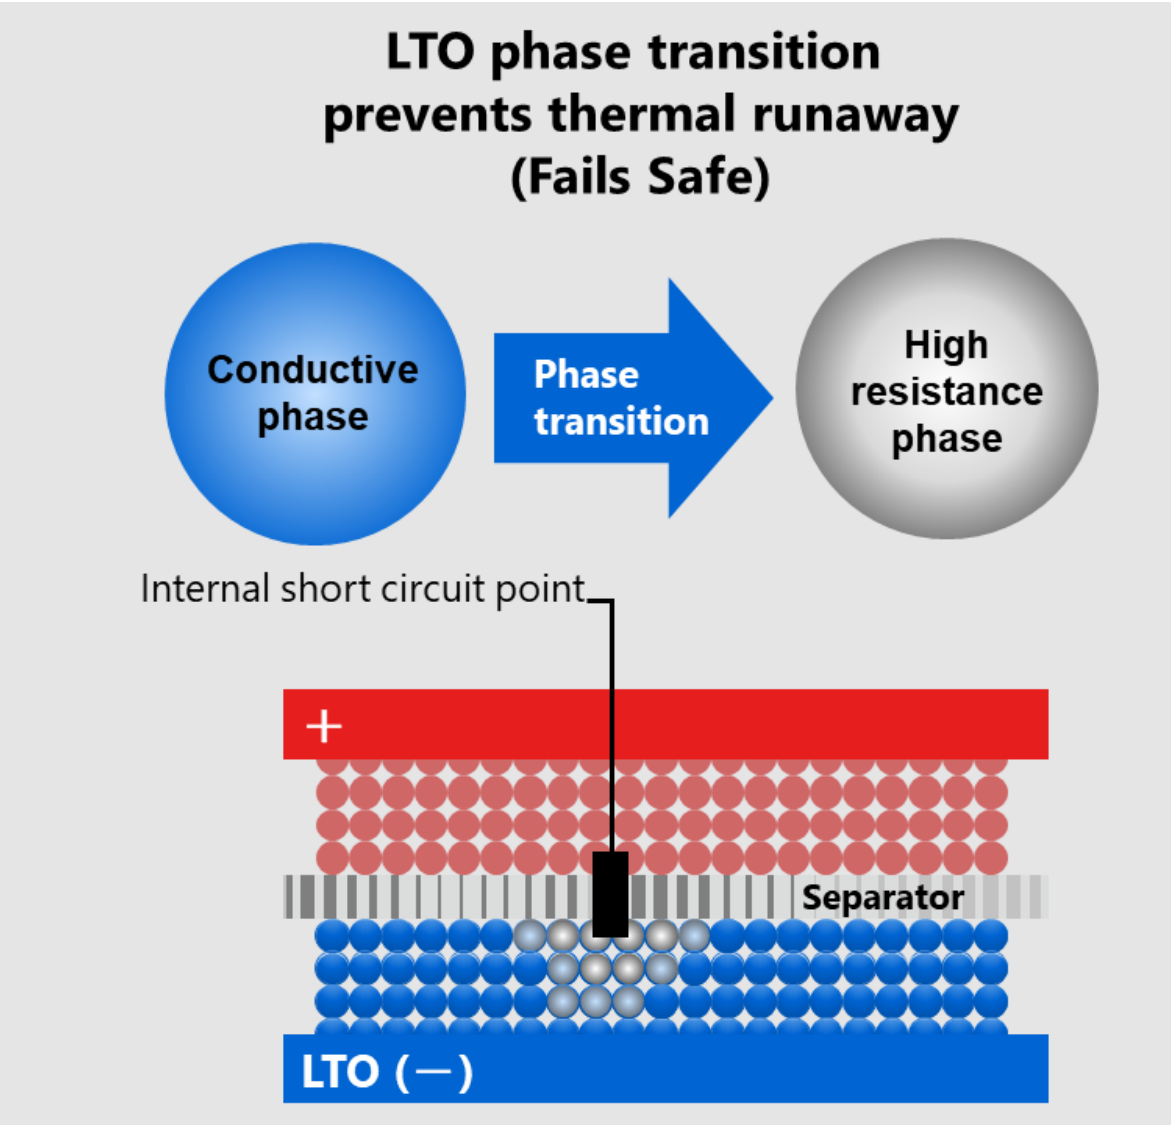 LTO phase transition
prevents thermal runaway
(Fails Safe)
Conductive
phase
Phase
transition
High
resistance
phase
Internal short circuit point
+
Separator
LTO (－)